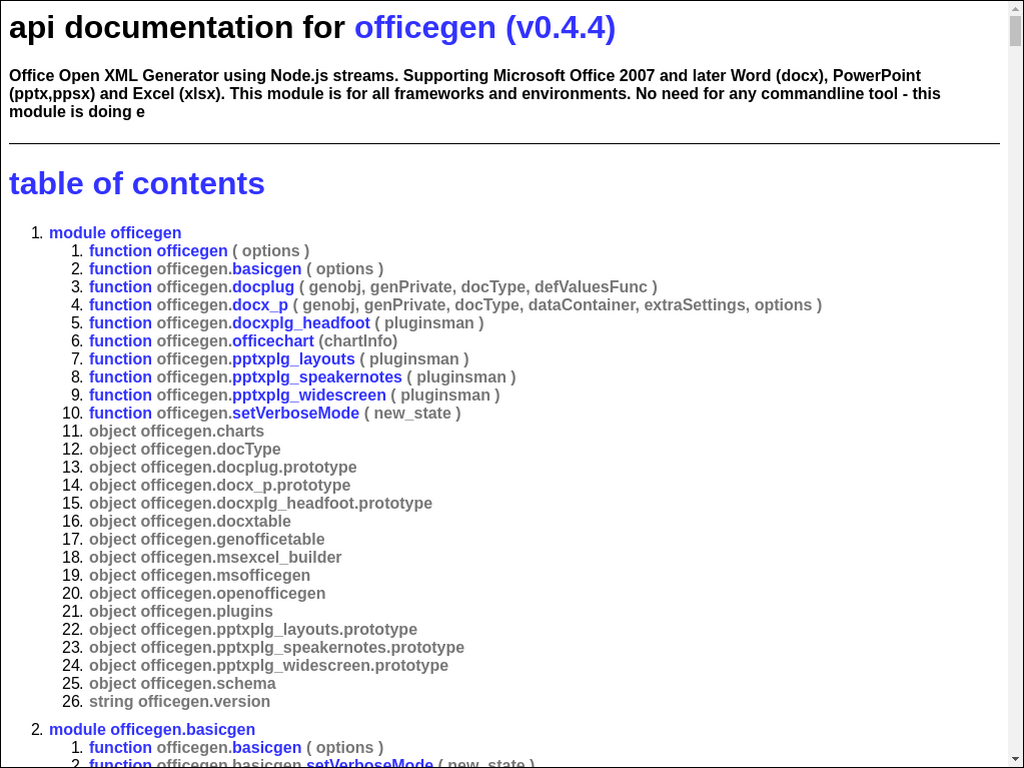 api documentation for officegen (v0.4.4)
Office Open XML Generator using Node.js streams. Supporting Microsoft Office 2007 and later Word (docx), PowerPoint
(pptx,ppsx) and Excel (xlsx). This module is for all frameworks and environments. No need for any commandline tool - this
module is doing e
table of contents
1. module officegen
1. function officegen ( options )
2. function officegen.basicgen ( options )
3. function officegen.docplug ( genobj, genPrivate, docType, defValuesFunc )
4. function officegen.docx_p ( genobj, genPrivate, docType, dataContainer, extraSettings, options )
5. function officegen.docxplg_headfoot ( pluginsman )
6. function officegen.officechart (chartInfo)
7. function officegen.pptxplg_layouts ( pluginsman )
8. function officegen.pptxplg_speakernotes ( pluginsman )
9. function officegen.pptxplg_widescreen ( pluginsman )
10. function officegen.setVerboseMode ( new_state )
11. object officegen.charts
12. object officegen.docType
13. object officegen.docplug.prototype
14. object officegen.docx_p.prototype
15. object officegen.docxplg_headfoot.prototype
16. object officegen.docxtable
17. object officegen.genofficetable
18. object officegen.msexcel_builder
19. object officegen.msofficegen
20. object officegen.openofficegen
21. object officegen.plugins
22. object officegen.pptxplg_layouts.prototype
23. object officegen.pptxplg_speakernotes.prototype
24. object officegen.pptxplg_widescreen.prototype
25. object officegen.schema
26. string officegen.version
2. module officegen.basicgen
1. function officegen.basicgen ( options )
2. function officegen.basicgen.setVerboseMode ( new_state )